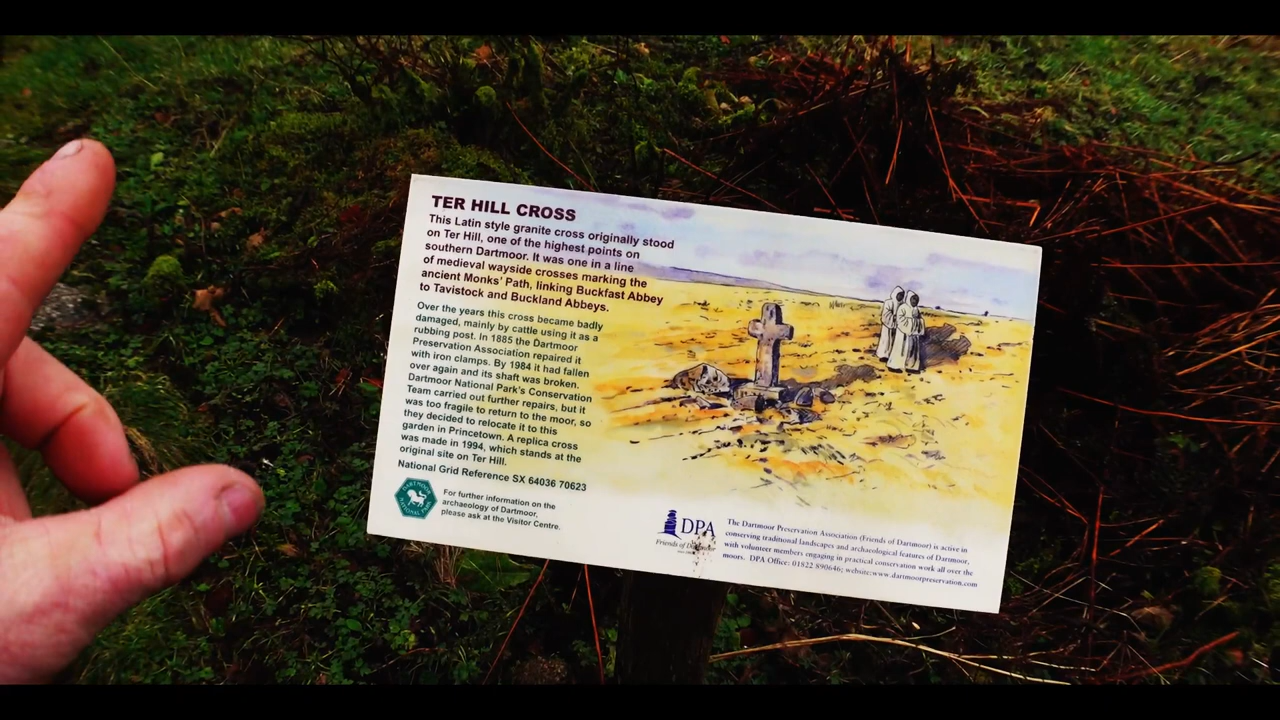 TER HILL CROSS
This Latin style granite cross originally stood
on Ter Hill, one of the highest points on
southern Dartmoor. It was one in a line
of medieval wayside crosses marking the
ancient Monks' Path, linking Buckfast Abbey
to Tavistock and Buckland Abbeys.
Over the years this cross became badly
damaged, mainly by cattle using it as a
rubbing post. In 1885 the Dartmoor
Preservation Association repaired it
with iron clamps. By 1984 it had fallen
over again and its shaft was broken.
Dartmoor National Park's Conservation
Team carried out further repairs, but it
was too fragile to return to the moor, so
they decided to relocate it to this
garden in Princetown. A replica cross
was made in 1994, which stands at the
original site on Ter Hill.
National Grid Reference SX 64036 70623
DARTMOOR
NATIONAL PARK
For further information on the
archaeology of Dartmoor,
please ask at the Visitor Centre.
DPA
Friends of
The Dartmoor Preservation Association (Friends of Dartmoor) is active in
conserving traditional landscapes and archaeological features of Dartmoor,
with volunteer members engaging in practical conservation work all over the
moors. DPA Office: 01822 890646; website:www.dartmoorpreservation.com